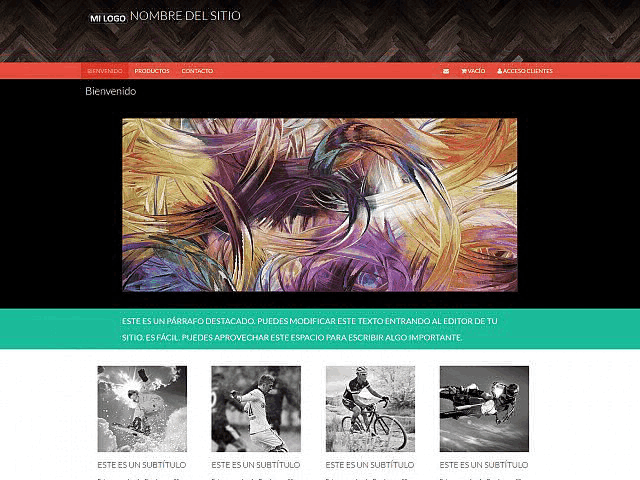 MI LOGO NOMBRE DEL SITIO
BIENVENIDO PRODUCTOS CONTACTO VACÍO ACCESO CLIENTES
Bienvenido
ESTE ES UN PÁRRAFO DESTACADO. PUEDES MODIFICAR ESTE TEXTO ENTRANDO AL EDITOR DE TU
SITIO. ES FÁCIL. PUEDES APROVECHAR ESTE ESPACIO PARA ESCRIBIR ALGO IMPORTANTE.
ESTE ES UN SUBTÍTULO ESTE ES UN SUBTÍTULO ESTE ES UN SUBTÍTULO ESTE ES UN SUBTÍTULO